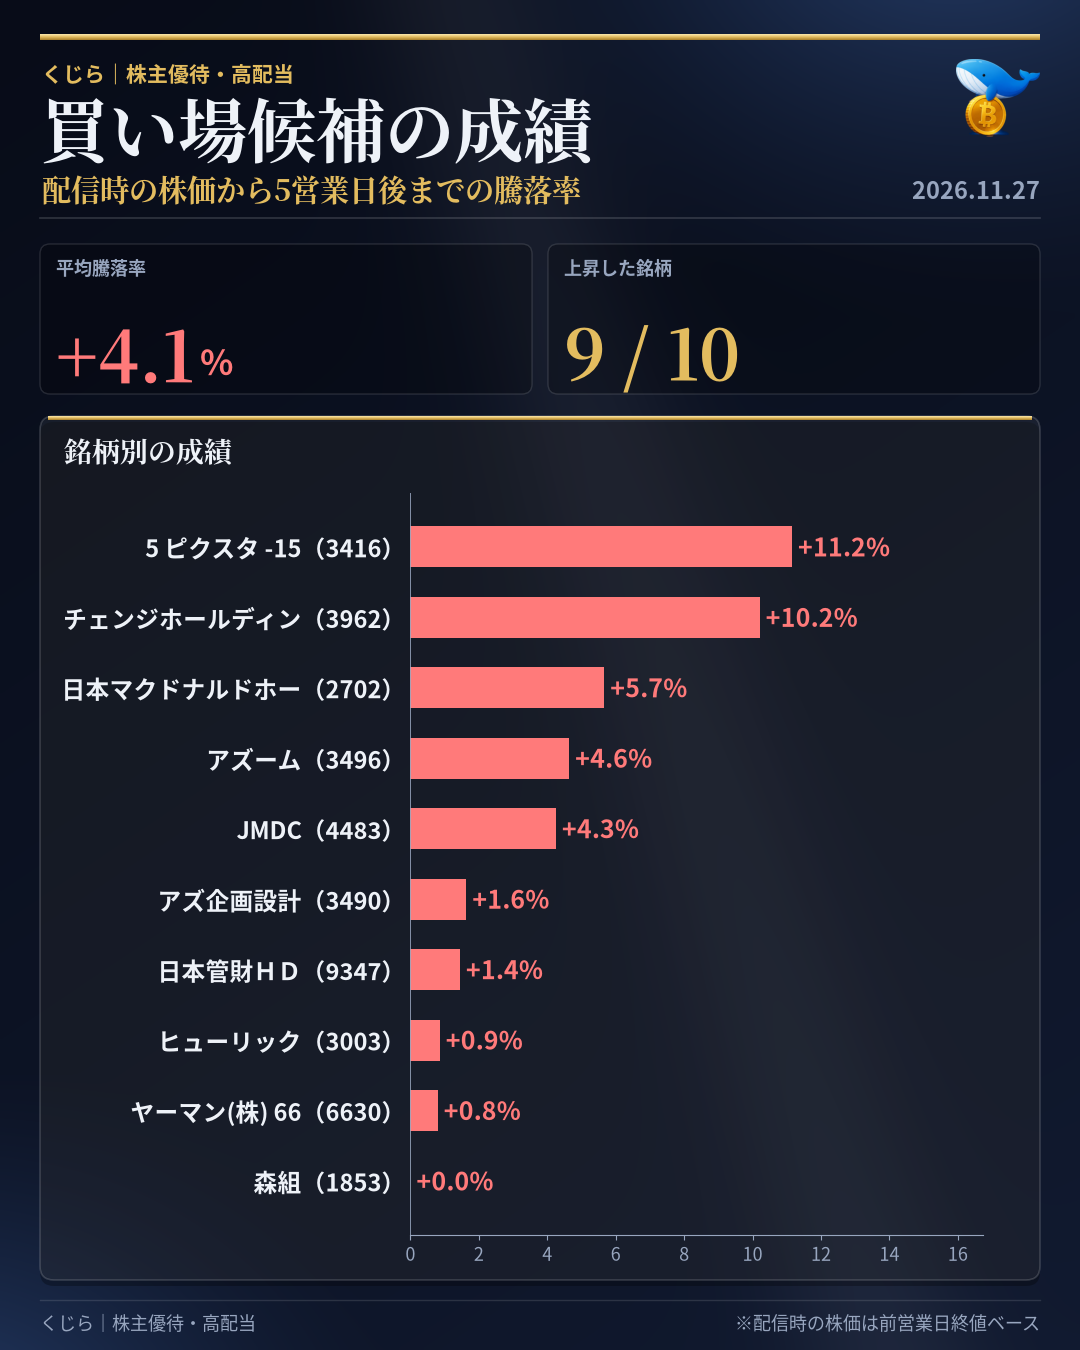 くじら｜株主優待・高配当
買い場候補の成績
配信時の株価から5営業日後までの騰落率
2026.11.27
平均騰落率
+4.1%
上昇した銘柄
9 / 10
銘柄別の成績
5 ピクスタ -15（3416）
+11.2%
チェンジホールディン（3962）
+10.2%
日本マクドナルドホー（2702）
+5.7%
アズーム（3496）
+4.6%
JMDC（4483）
+4.3%
アズ企画設計（3490）
+1.6%
日本管財ＨＤ（9347）
+1.4%
ヒューリック（3003）
+0.9%
ヤーマン(株) 66（6630）
+0.8%
森組（1853）
+0.0%
0 2 4 6 8 10 12 14 16
くじら｜株主優待・高配当
※配信時の株価は前営業日終値ベース